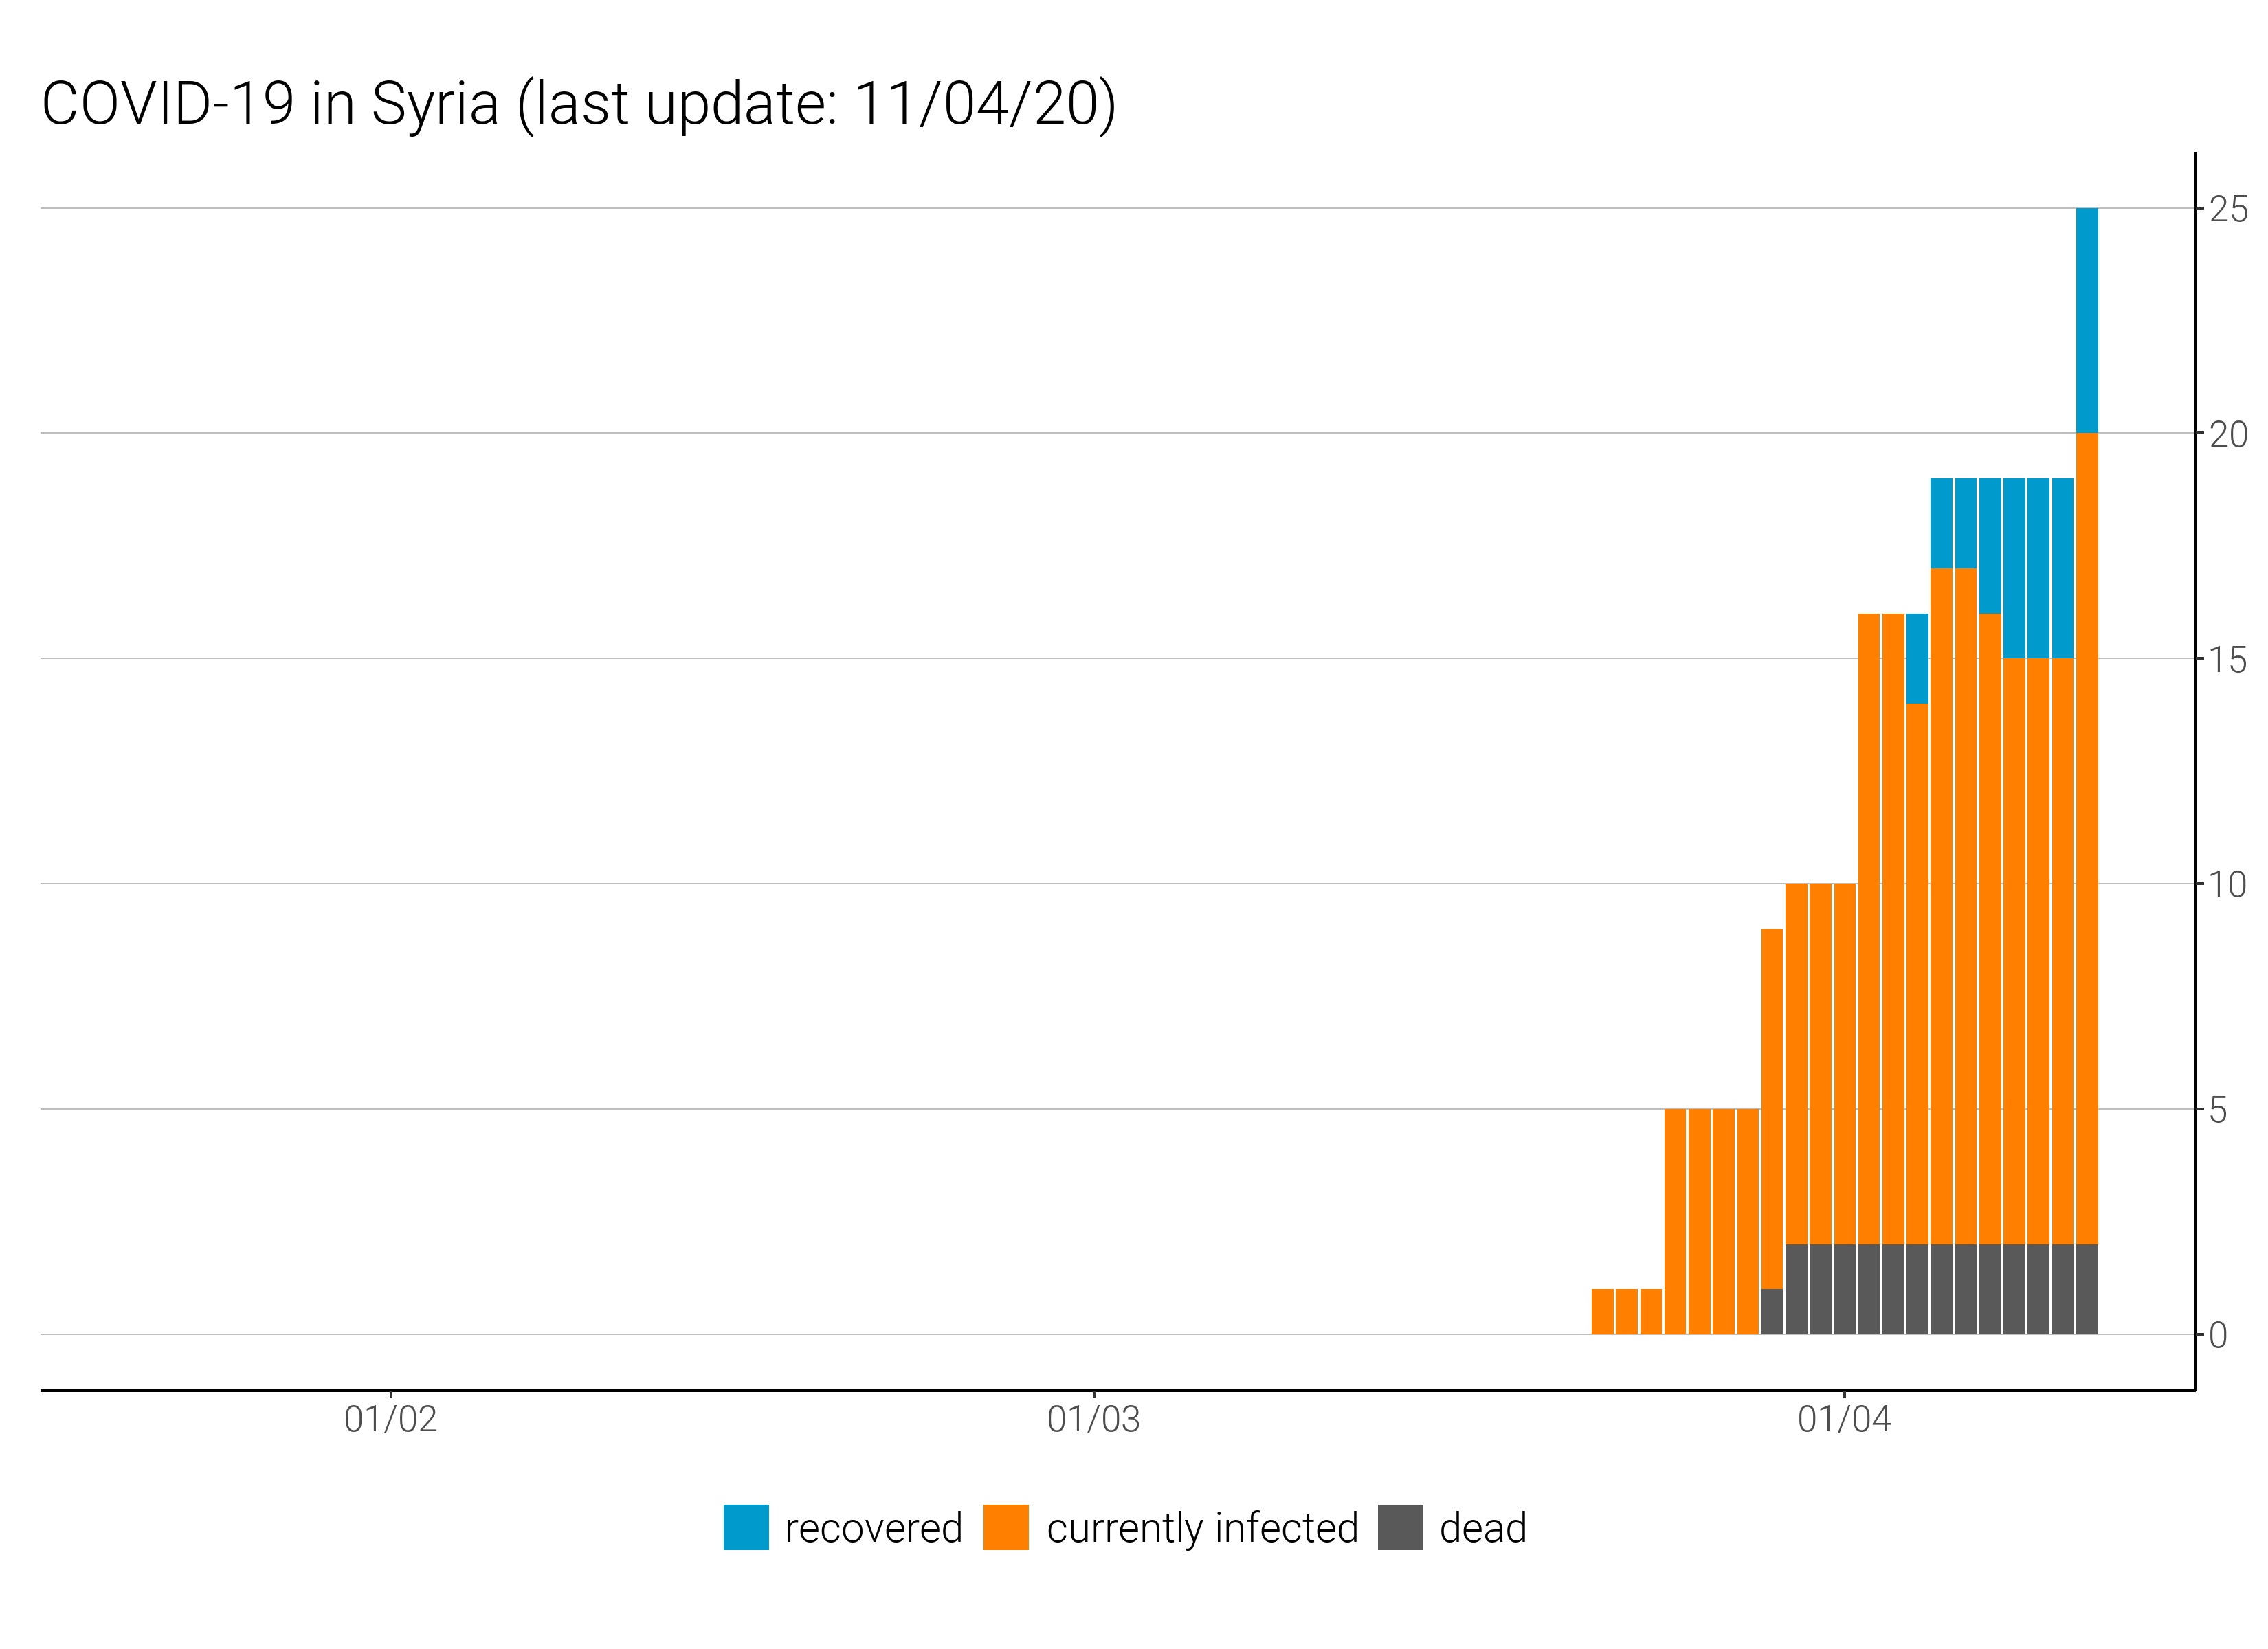 COVID-19 in Syria (last update: 11/04/20)
25
20
15
10
5
0
01/02 01/03 01/04
recovered currently infected dead